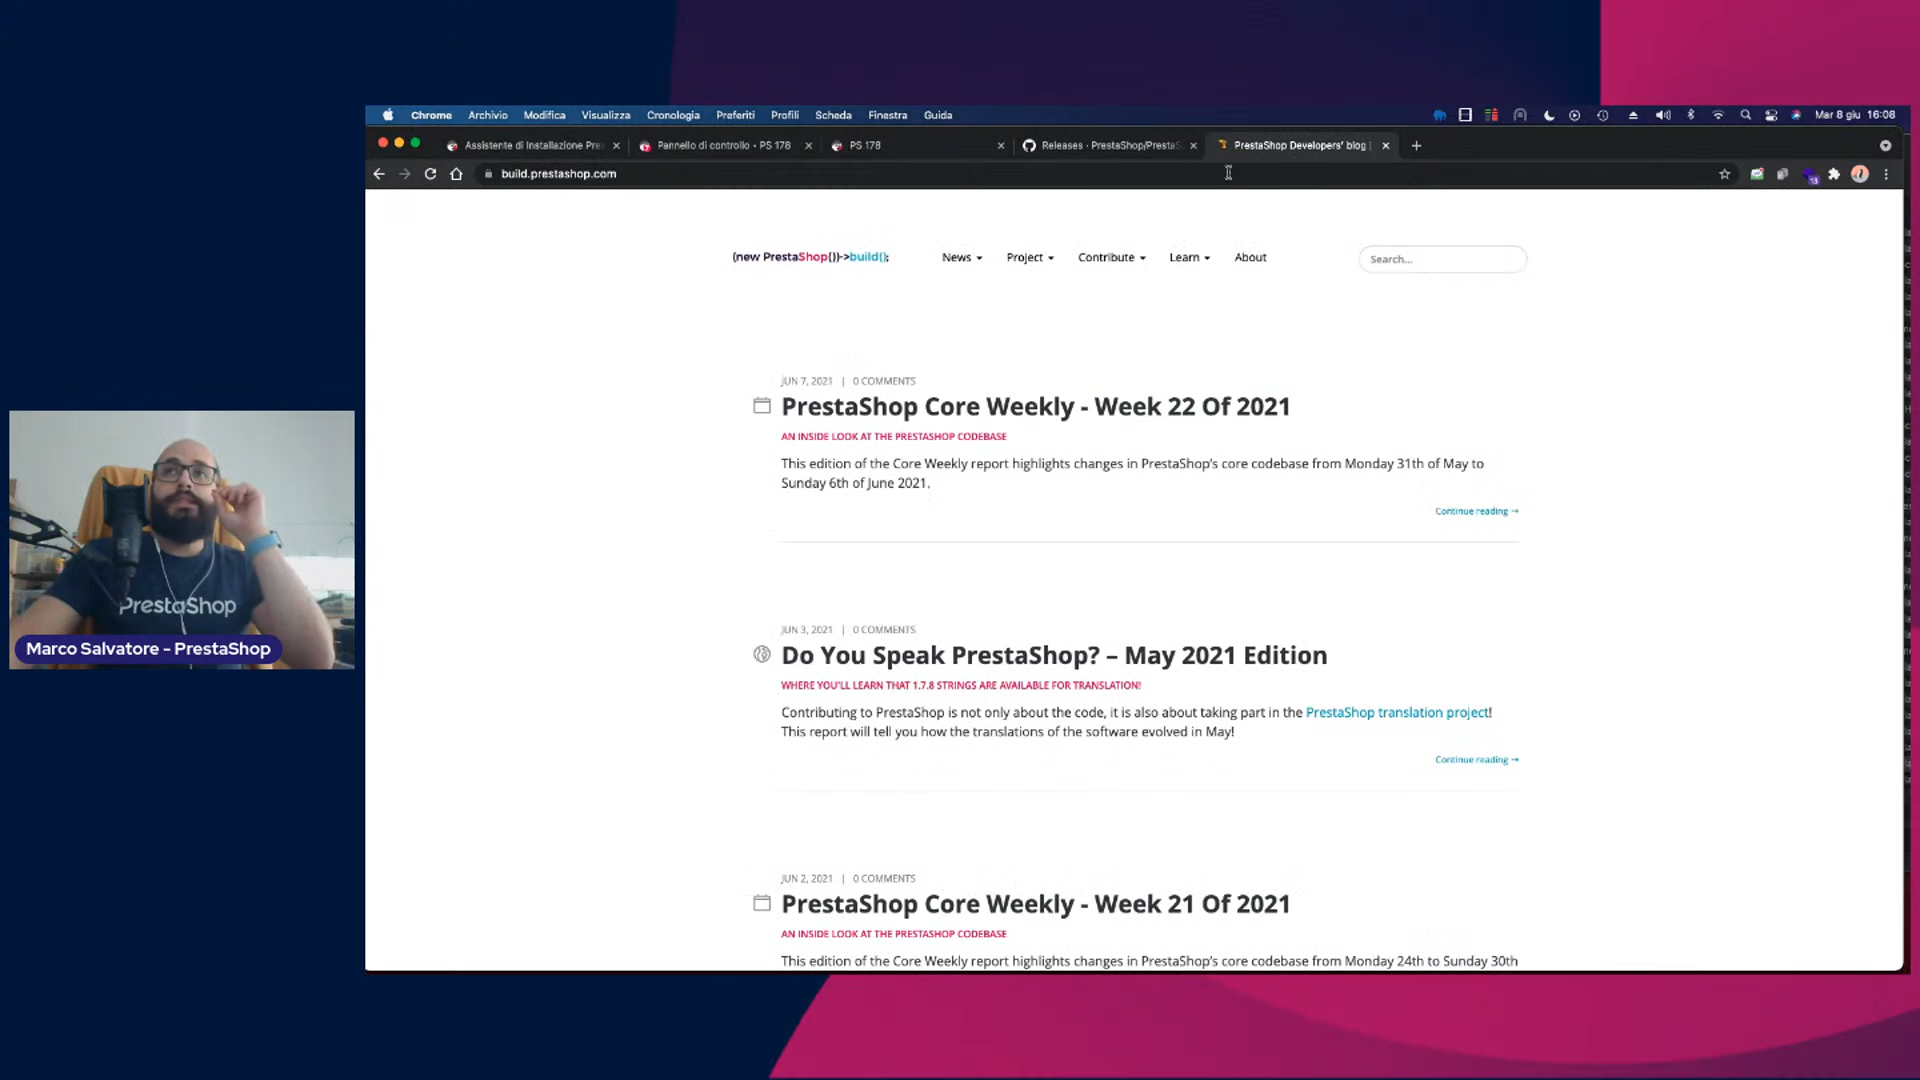 Chrome Archivio Modifica Visualizza Cronologia Preferiti Profili Scheda Finestra Guida
Mar 8 giu 16:08
Assistente di Installazione Pre
Pannello di controllo • PS 178
PS 178
Releases · PrestaShop/PrestaS
PrestaShop Developers' blog |
build.prestashop.com
13
(new PrestaShop())->build();
News Project Contribute Learn About
Search...
JUN 7, 2021 | 0 COMMENTS
PrestaShop Core Weekly - Week 22 Of 2021
AN INSIDE LOOK AT THE PRESTASHOP CODEBASE
This edition of the Core Weekly report highlights changes in PrestaShop's core codebase from Monday 31th of May to
Sunday 6th of June 2021.
Continue reading →
JUN 3, 2021 | 0 COMMENTS
Do You Speak PrestaShop? – May 2021 Edition
WHERE YOU'LL LEARN THAT 1.7.8 STRINGS ARE AVAILABLE FOR TRANSLATION!
Contributing to PrestaShop is not only about the code, it is also about taking part in the PrestaShop translation project!
This report will tell you how the translations of the software evolved in May!
Continue reading →
JUN 2, 2021 | 0 COMMENTS
PrestaShop Core Weekly - Week 21 Of 2021
AN INSIDE LOOK AT THE PRESTASHOP CODEBASE
This edition of the Core Weekly report highlights changes in PrestaShop's core codebase from Monday 24th to Sunday 30th
PrestaShop
Marco Salvatore - PrestaShop